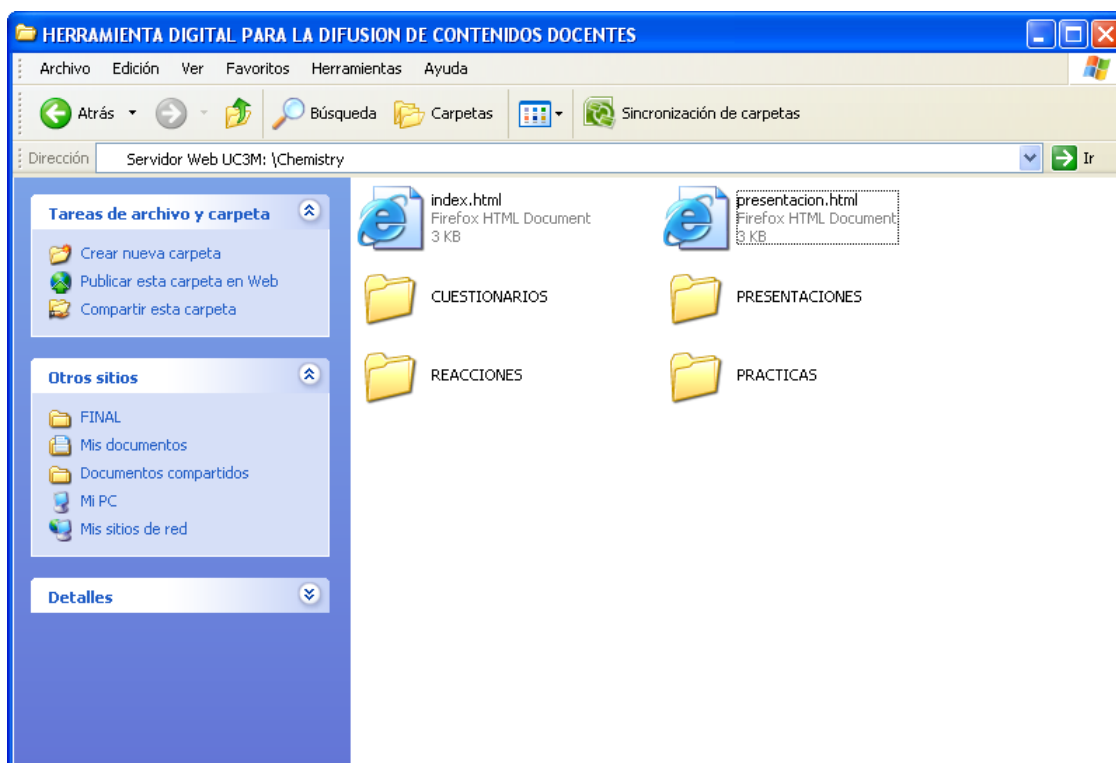 HERRAMIENTA DIGITAL PARA LA DIFUSION DE CONTENIDOS DOCENTES
Archivo Edición Ver Favoritos Herramientas Ayuda
Atrás Búsqueda Carpetas Sincronización de carpetas
Dirección Servidor Web UC3M: \Chemistry Ir
Tareas de archivo y carpeta
Crear nueva carpeta
Publicar esta carpeta en Web
Compartir esta carpeta
Otros sitios
FINAL
Mis documentos
Documentos compartidos
Mi PC
Mis sitios de red
Detalles
index.html
Firefox HTML Document
3 KB
presentacion.html
Firefox HTML Document
3 KB
CUESTIONARIOS
PRESENTACIONES
REACCIONES
PRACTICAS